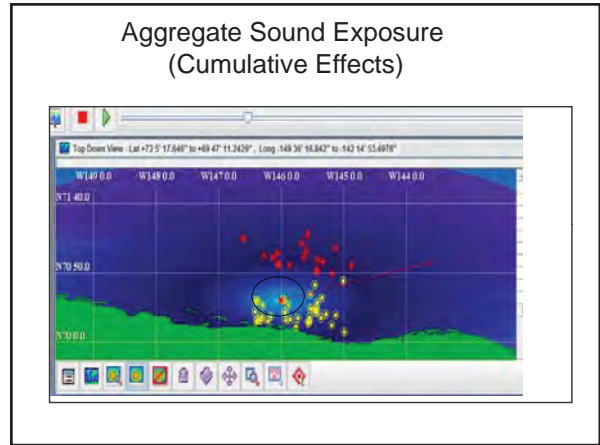 Aggregate Sound Exposure
(Cumulative Effects)
Top Down View : Lat +73 5' 17.646" to +69 47' 11.2429" , Long -149 36' 16.842" to -142 14' 53.4976"
W149 0.0 W148 0.0 W147 0.0 W146 0.0 W145 0.0 W144 0.0
N71 40.0
N70 50.0
N70 0.0